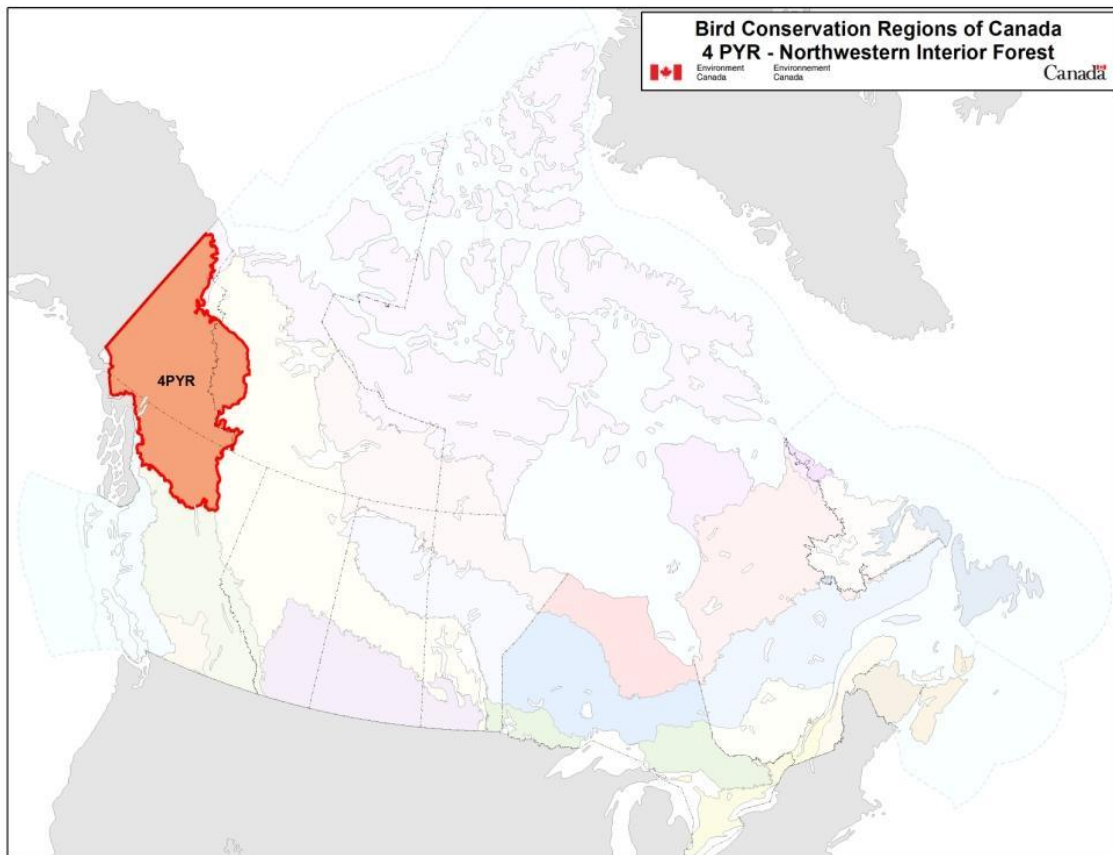 Bird Conservation Regions of Canada
4 PYR - Northwestern Interior Forest
Environment Canada
Environnement Canada
Canada
4PYR